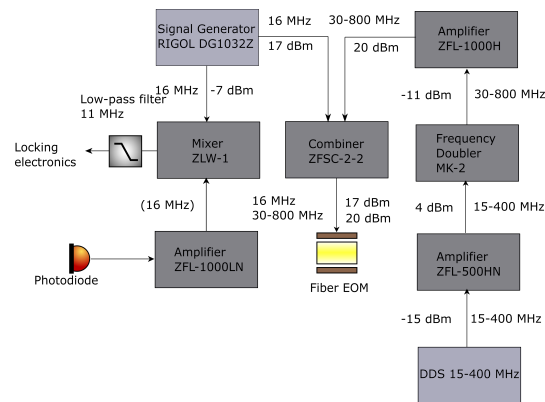 Signal Generator
RIGOL DG1032Z
16 MHz
17 dBm
30-800 MHz
20 dBm
Amplifier
ZFL-1000H
16 MHz
-7 dBm
-11 dBm
30-800 MHz
Low-pass filter
11 MHz
Locking
electronics
Mixer
ZLW-1
Combiner
ZFSC-2-2
Frequency
Doubler
MK-2
(16 MHz)
16 MHz
17 dBm
30-800 MHz
20 dBm
4 dBm
15-400 MHz
Photodiode
Amplifier
ZFL-1000LN
Fiber EOM
Amplifier
ZFL-500HN
-15 dBm
15-400 MHz
DDS 15-400 MHz